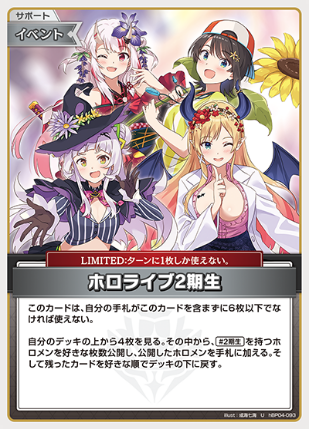 サポート
イベント
LIMITED:ターンに1枚しか使えない。
ホロライブ2期生
このカードは、自分の手札がこのカードを含まずに6枚以下でな
ければ使えない。
自分のデッキの上から4枚を見る。その中から、#2期生を持つホ
ロメンを好きな枚数公開し、公開したホロメンを手札に加える。そ
して残ったカードを好きな順でデッキの下に戻す。
U hBP04-093